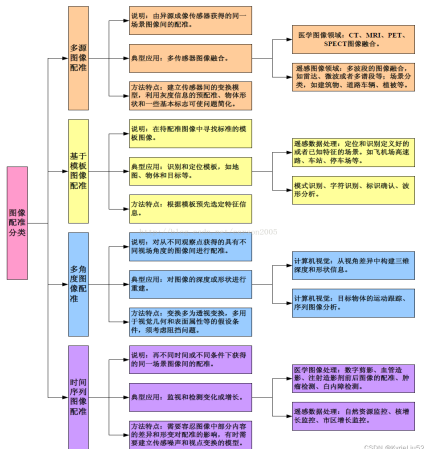 图像
配准
分类
多源
图像
配准
说明：由异源成像传感器获得的同一
场景图像间的配准。
典型应用：多传感器图像融合。
医学图像领域：CT、MRI、PET、
SPECT图像融合。
遥感图像领域：多波段的图像融合，
如雷达、微波或者多谱段等；场景分
类，如建筑物、道路车辆、植被等。
方法特点：建立传感器间的变换模
型，利用灰度信息的预配准、物体形
状和一些基本标志可使问题简化。
基于
模板
图像
配准
说明：在待配准图像中寻找标准的模
板图像。
典型应用：识别和定位模板，如地
图、物体和目标等。
遥感数据处理：定位和识别定义好的
或者已知特征的场景，如飞机场高速
路、车站、停车场等。
模式识别、字符识别、标识确认、波
形分析。
方法特点：根据模板预先选定特征信
息。
多角
度图
像配
准
说明：对从不同观察点获得的具有不
同视场角度的图像间进行配准。
典型应用：对图像的深度或形状进行
重建。
计算机视觉：从视角差异中构建三维
深度和形状信息。
计算机视觉：目标物体的运动跟踪、
序列图像分析。
方法特点：变换多为透视变换，多用
于视觉几何和表面属性等的假设条
件，须考虑阻挡问题。
时间
序列
图像
配准
说明：再不同时间或不同条件下获得
的同一场景图像间的配准。
典型应用：监视和检测变化或增长。
医学图像处理：数字剪影、血管造
影、注射造影剂前后图像的配准、肿
瘤检测、白内障检测。
遥感数据处理：自然资源监控、核增
长监控、市区增长监控。
方法特点：需要容忍图像中部分内容
的差异和形变对配准的影响，有时需
要建立传感噪声和视点变换的模型。